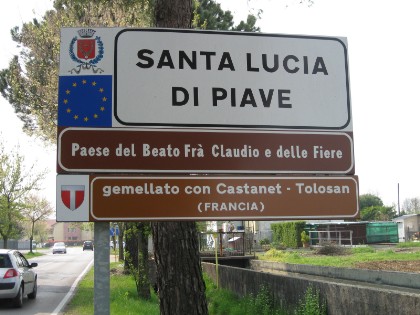 SANTA LUCIA
DI PIAVE
Paese del Beato Frà Claudio e delle Fiere
gemellato con Castanet - Tolosan
(FRANCIA)